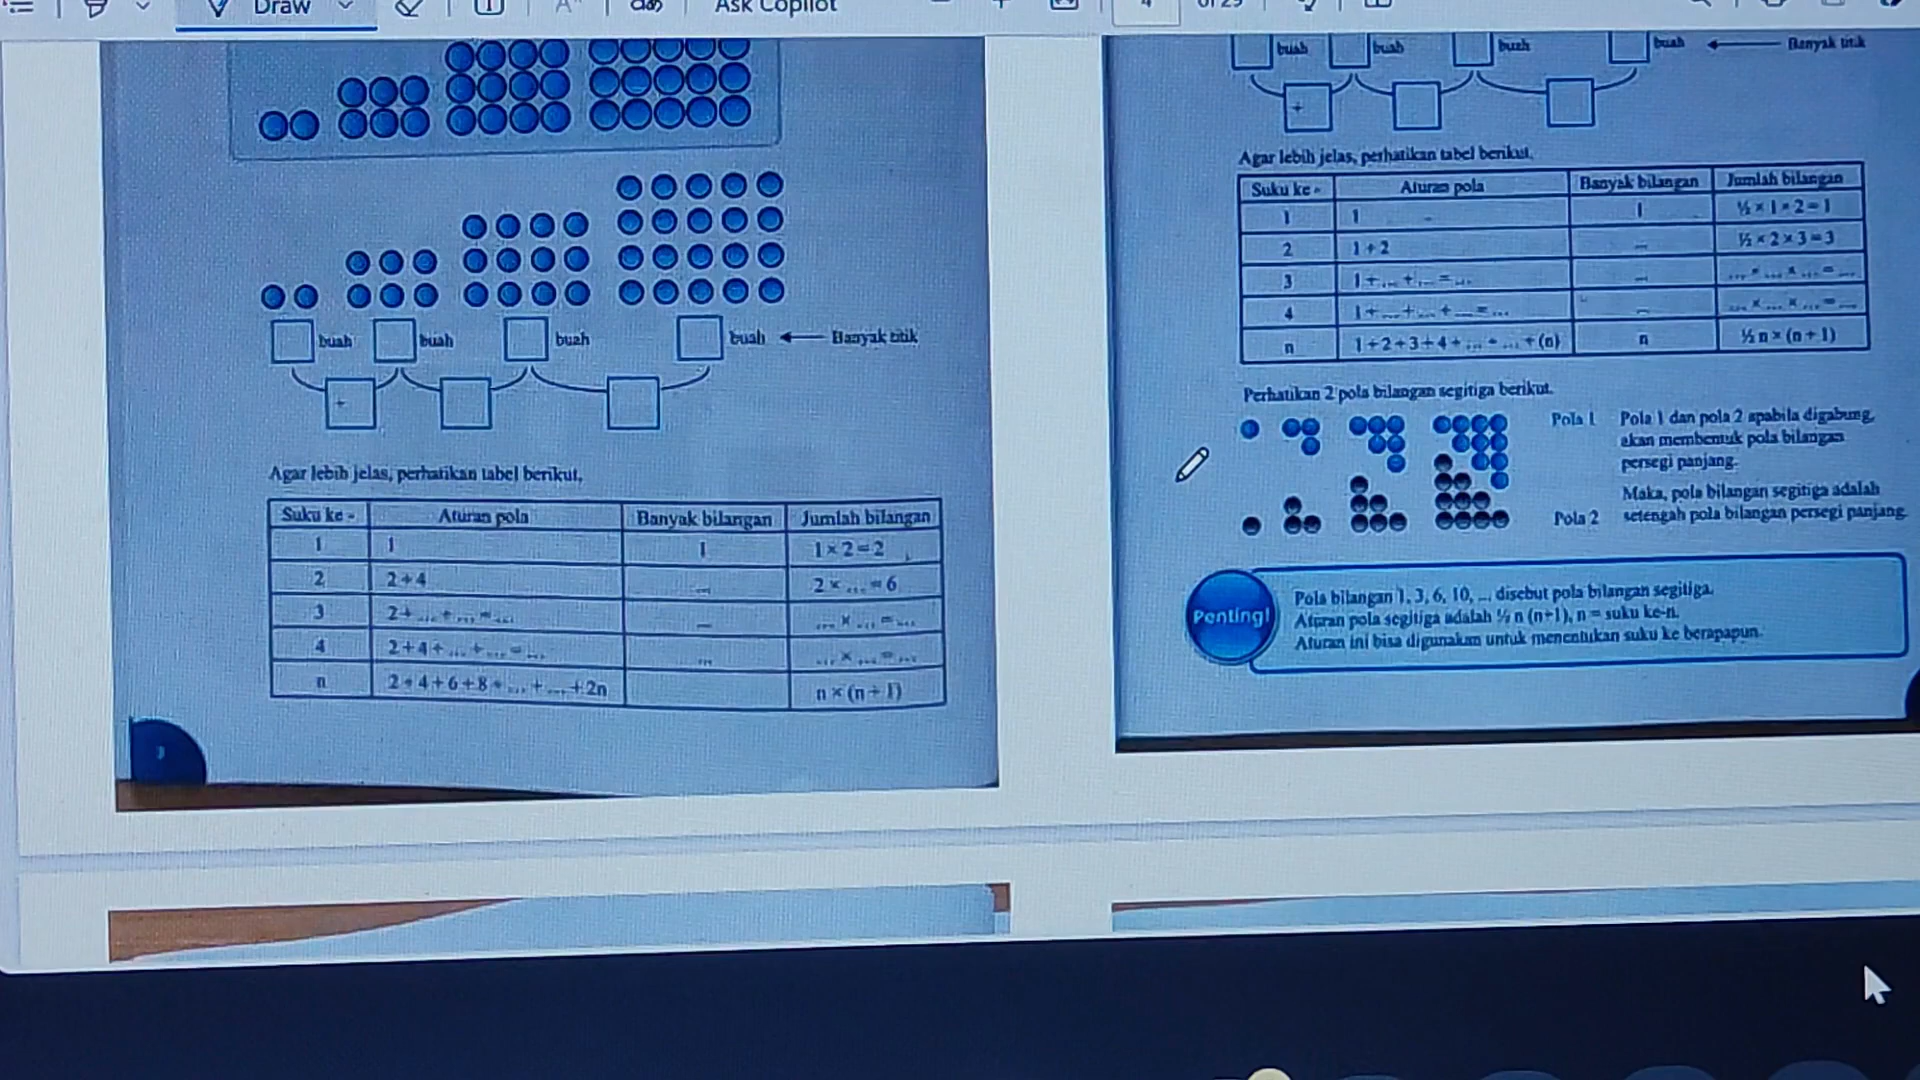 Draw
Ask Copilot
4
of 29
buah buah buah buah Banyak titik
+
Agar lebih jelas, perhatikan tabel berikut.
Suku ke - Aturan pola Banyak bilangan Jumlah bilangan
1 1 1 ½ × 1 × 2 = 1
2 1 + 2 ... ½ × 2 × 3 = 3
3 1 + ... + ... = ... ... ... × ... × ... = ...
4 1 + ... + ... + ... = ... ... ... × ... × ... = ...
n 1 + 2 + 3 + 4 + ... + ... + (n) n ½ n × (n + 1)
Perhatikan 2 pola bilangan segitiga berikut.
Pola 1 Pola 1 dan pola 2 apabila digabung,
akan membentuk pola bilangan
persegi panjang.
Maka, pola bilangan segitiga adalah
Pola 2 setengah pola bilangan persegi panjang.
Penting!
Pola bilangan 1, 3, 6, 10, ... disebut pola bilangan segitiga.
Aturan pola segitiga adalah ½ n (n+1), n = suku ke-n.
Aturan ini bisa digunakan untuk menentukan suku ke berapapun.
buah buah buah buah Banyak titik
+
Agar lebih jelas, perhatikan tabel berikut.
Suku ke - Aturan pola Banyak bilangan Jumlah bilangan
1 1 1 1 × 2 = 2
2 2 + 4 ... 2 × ... = 6
3 2 + ... + ... = ... ... ... × ... = ...
4 2 + 4 + ... + ... = ... ... ... × ... = ...
n 2 + 4 + 6 + 8 + ... + ... + 2n n × (n + 1)
3